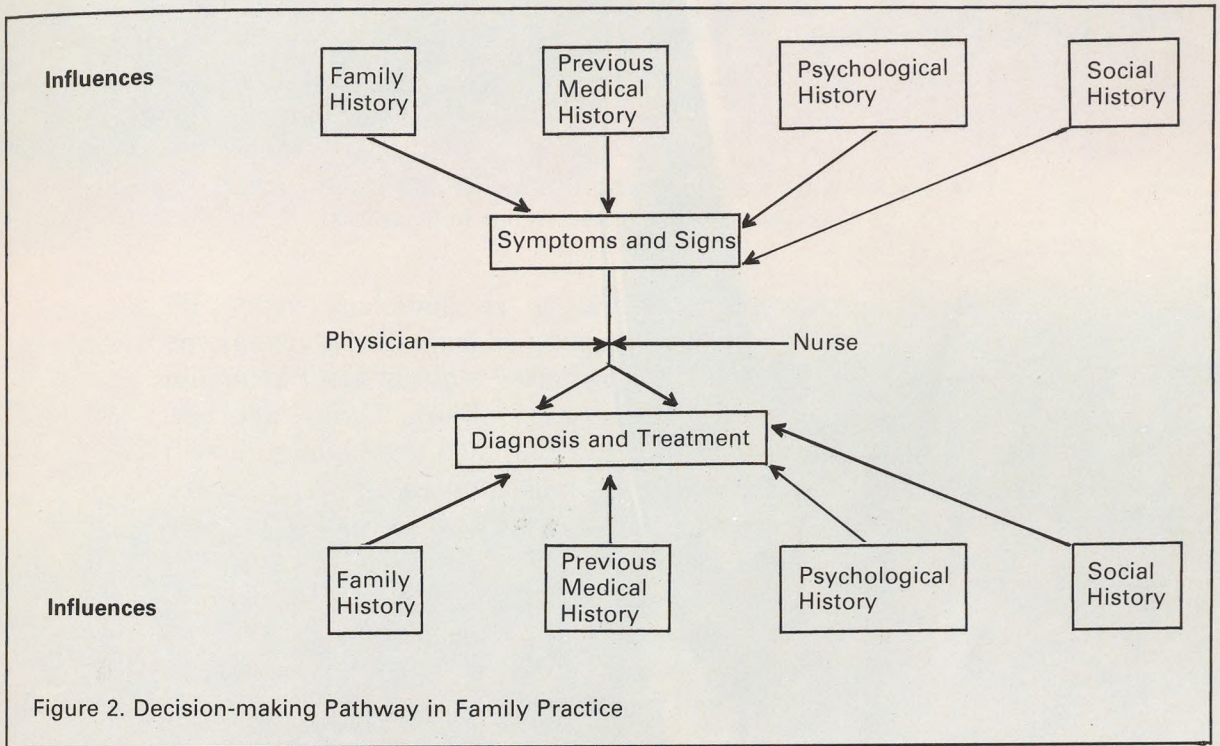 Influences
Family
History
Previous
Medical
History
Psychological
History
Social
History
Symptoms and Signs
Physician
Nurse
Diagnosis and Treatment
Influences
Family
History
Previous
Medical
History
Psychological
History
Social
History
Figure 2. Decision-making Pathway in Family Practice